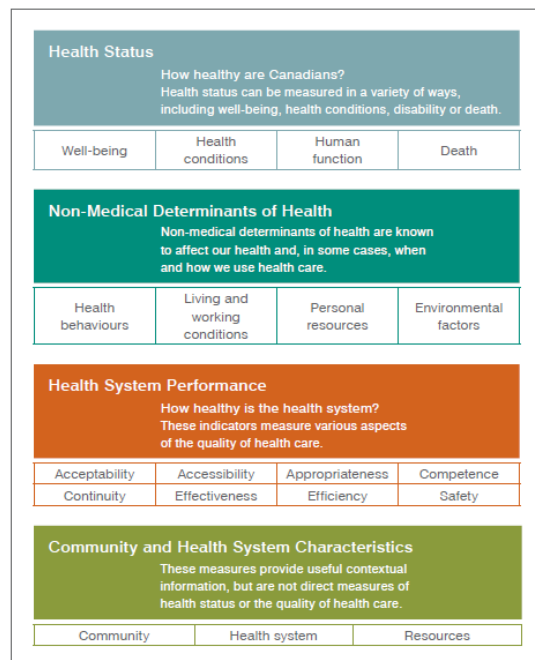 Health Status
How healthy are Canadians?
Health status can be measured in a variety of ways,
including well-being, health conditions, disability or death.
Well-being
Health
conditions
Human
function
Death
Non-Medical Determinants of Health
Non-medical determinants of health are known
to affect our health and, in some cases, when
and how we use health care.
Health
behaviours
Living and
working
conditions
Personal
resources
Environmental
factors
Health System Performance
How healthy is the health system?
These indicators measure various aspects
of the quality of health care.
Acceptability Accessibility Appropriateness Competence
Continuity Effectiveness Efficiency Safety
Community and Health System Characteristics
These measures provide useful contextual
information, but are not direct measures of
health status or the quality of health care.
Community Health system Resources